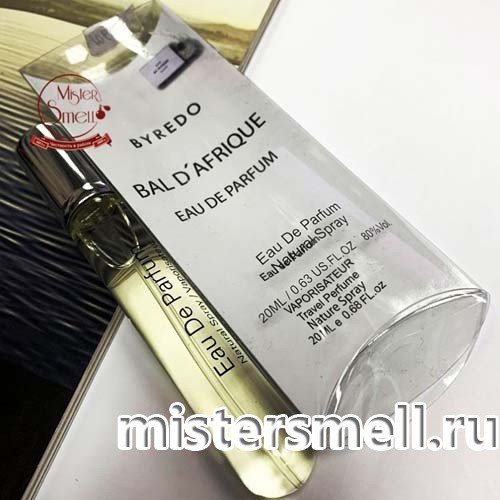 Mister
Smell
BYREDO
BAL D'AFRIQUE
EAU DE PARFUM
Eau De Parfum
Natural Spray
20ML / 0.63 US.FL.OZ 80%Vol.
VAPORISATEUR
Travel Perfume
Nature Spray
20 ML e 0.68 FL.oz
Eau De Parfum
Natural Spray / Vaporisateur
mistersmell.ru